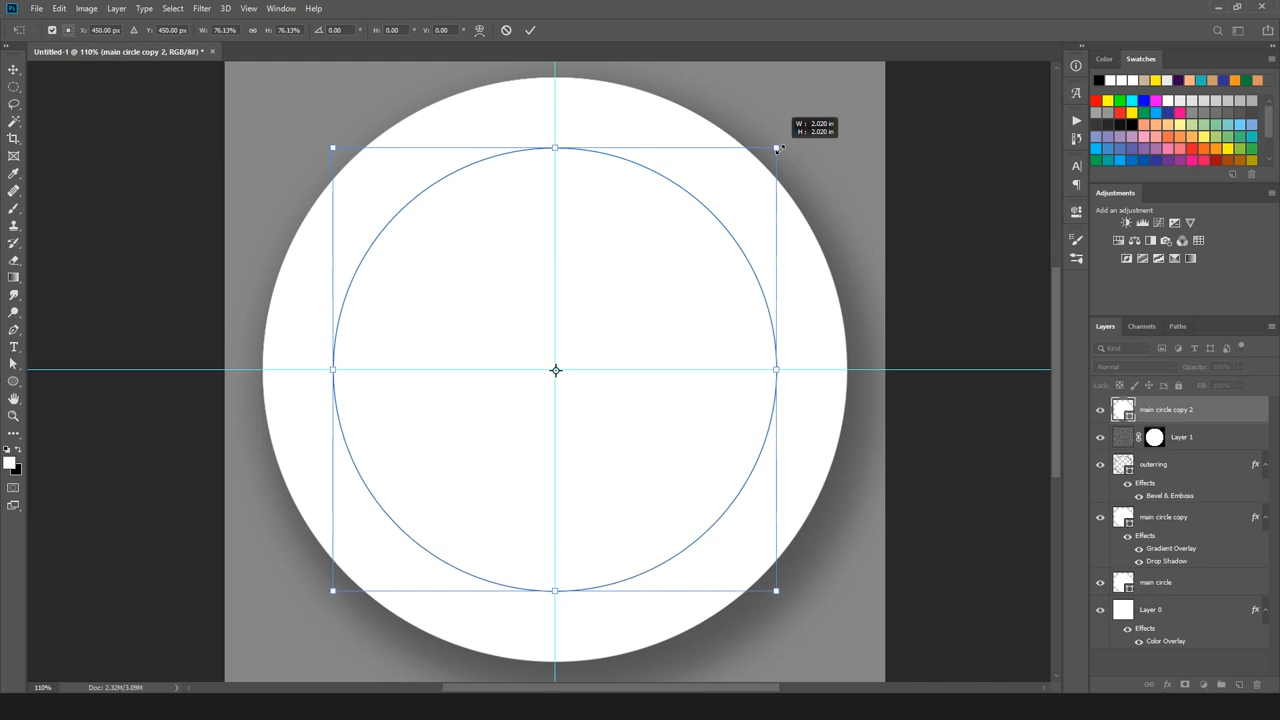 Ps File Edit Image Layer Type Select Filter 3D View Window Help
X: 450.00 px Y: 450.00 px W: 76.13% H: 76.13% 0.00 H: 0.00 V: 0.00
Untitled-1 @ 110% (main circle copy 2, RGB/8#) * ×
Color Swatches
W : 2.020 in
H : 2.020 in
Adjustments
Add an adjustment
Layers Channels Paths
Kind
Normal Opacity: 100%
Lock: Fill: 100%
main circle copy 2
Layer 1
outerring fx
Effects
Bevel & Emboss
main circle copy fx
Effects
Gradient Overlay
Drop Shadow
main circle
Layer 0 fx
Effects
Color Overlay
110% Doc: 2.32M/3.09M